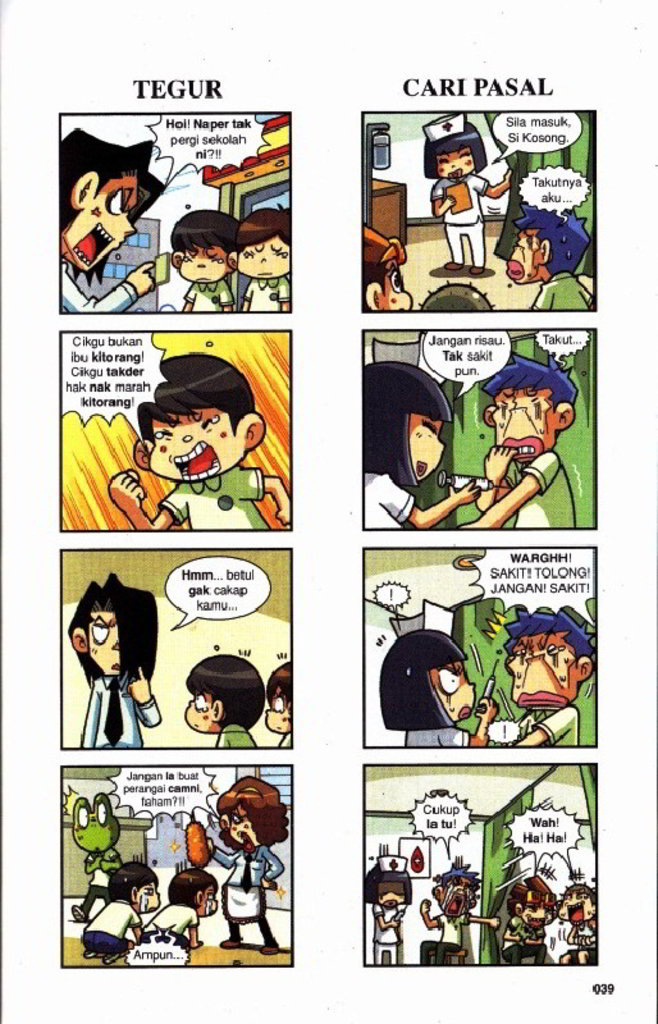 TEGUR
Hoi! Naper tak
pergi sekolah
ni?!!
Cikgu bukan
ibu kitorang!
Cikgu takder
hak nak marah
kitorang!
Hmm... betul
gak cakap
kamu...
Jangan la buat
perangai camni,
faham?!!
Ampun...
CARI PASAL
Sila masuk,
Si Kosong.
Takutnya
aku...
Jangan risau.
Tak sakit
pun.
Takut...
!
WARGHH!
SAKIT!! TOLONG!
JANGAN! SAKIT!
!
Cukup
la tu!
Wah!
Ha! Ha!
039